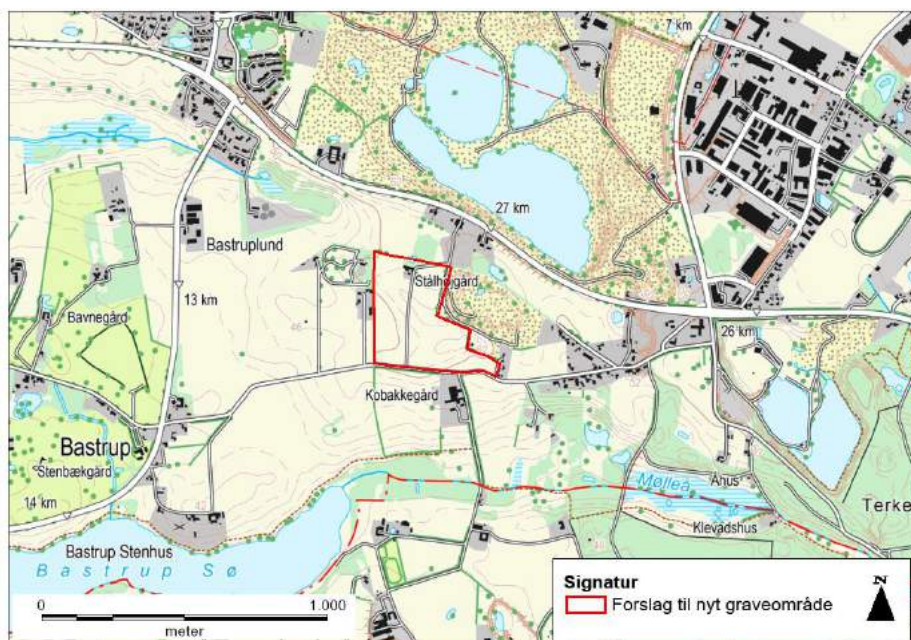 7 km
27 km
Bastruplund
Stålhøjgård
13 km
Bavnegård
26 km
Kobakkegård
Bastrup
Stenbækgård
14 km
Mølleå
Ahus
Terke
Klevadshus
Bastrup Stenhus
Bastrup Sø
Signatur
Forslag til nyt graveområde
N
0 1.000
meter